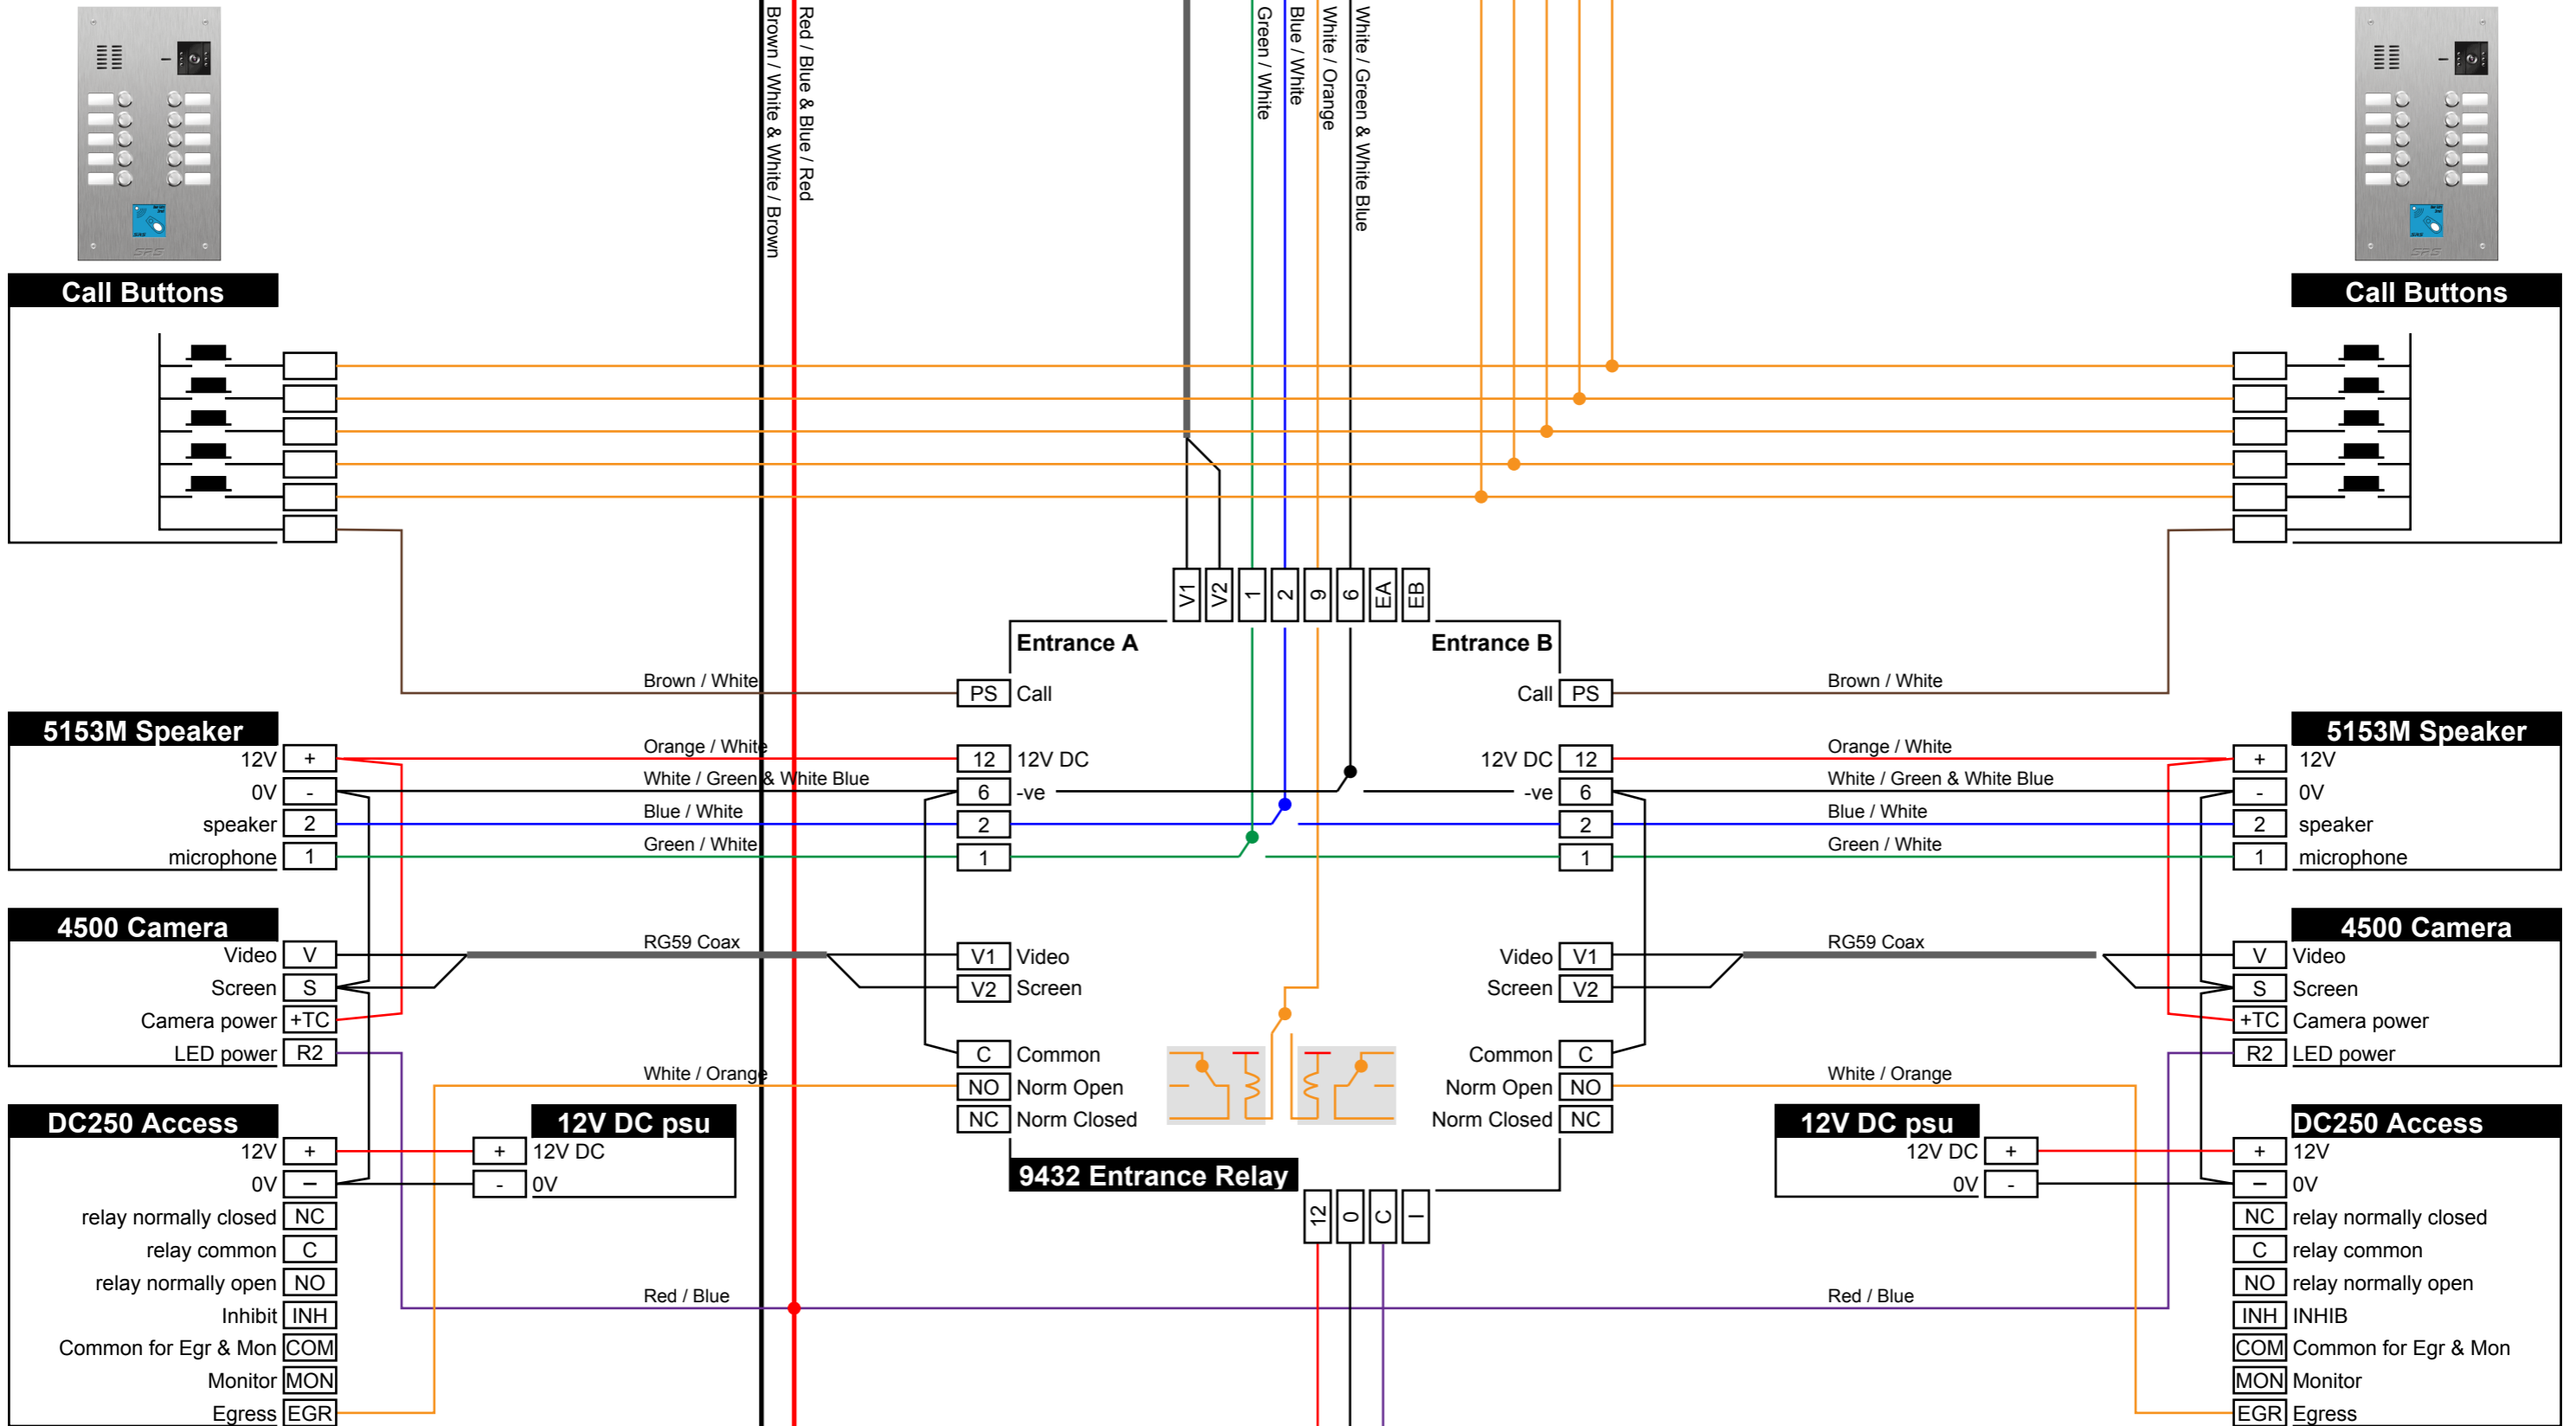 Brown / White & White / Brown
Red / Blue & Blue / Red
Green / White
Blue / White
White / Orange
White / Green & White Blue
SRS
SRS
Call Buttons
Call Buttons
V1
V2
1
2
9
6
EA
EB
Entrance A
Entrance B
Brown / White
PS Call
Call PS
Brown / White
5153M Speaker
12V +
0V -
speaker 2
microphone 1
Orange / White
White / Green & White Blue
Blue / White
Green / White
12 12V DC
6 -ve
2
1
12V DC 12
-ve 6
2
1
Orange / White
White / Green & White Blue
Blue / White
Green / White
5153M Speaker
+ 12V
- 0V
2 speaker
1 microphone
4500 Camera
Video V
Screen S
Camera power +TC
LED power R2
RG59 Coax
White / Orange
V1 Video
V2 Screen
C Common
NO Norm Open
NC Norm Closed
Video V1
Screen V2
Common C
Norm Open NO
Norm Closed NC
RG59 Coax
White / Orange
4500 Camera
V Video
S Screen
+TC Camera power
R2 LED power
DC250 Access
12V +
0V –
relay normally closed NC
relay common C
relay normally open NO
Inhibit INH
Common for Egr & Mon COM
Monitor MON
Egress EGR
12V DC psu
+ 12V DC
- 0V
9432 Entrance Relay
12
0
C
I
Red / Blue
Red / Blue
12V DC psu
12V DC +
0V -
DC250 Access
+ 12V
– 0V
NC relay normally closed
C relay common
NO relay normally open
INH INHIB
COM Common for Egr & Mon
MON Monitor
EGR Egress